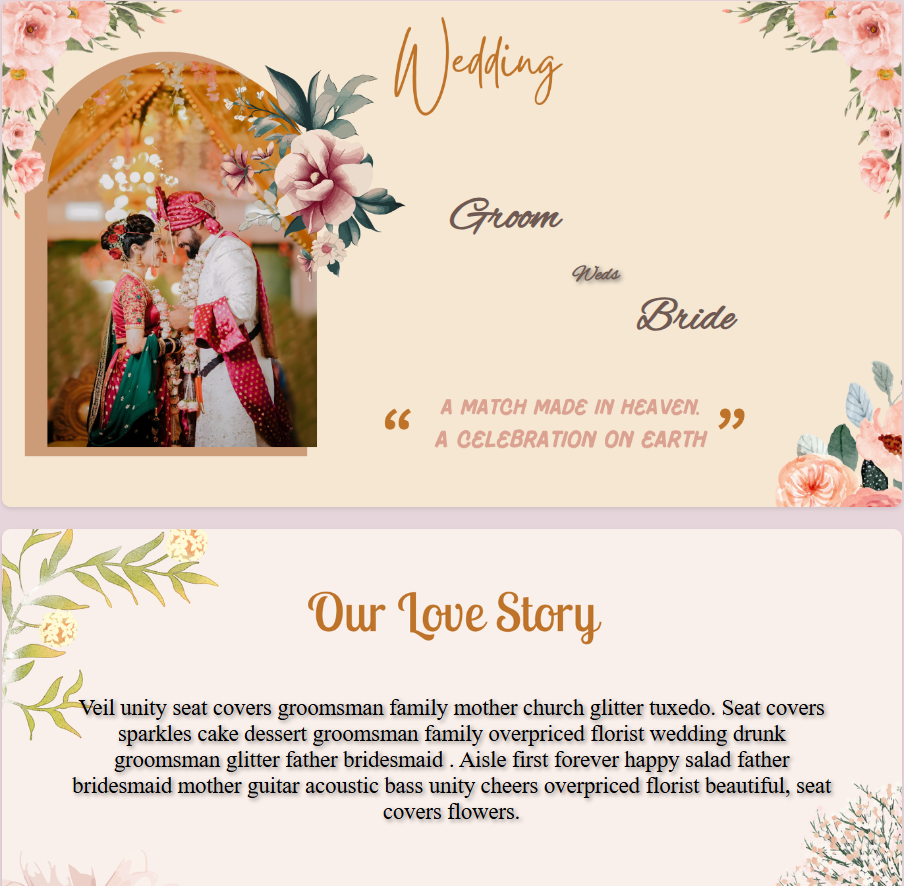 Wedding
Groom
Weds
Bride
“ A MATCH MADE IN HEAVEN. ”
A CELEBRATION ON EARTH
Our Love Story
Veil unity seat covers groomsman family mother church glitter tuxedo. Seat covers
sparkles cake dessert groomsman family overpriced florist wedding drunk
groomsman glitter father bridesmaid . Aisle first forever happy salad father
bridesmaid mother guitar acoustic bass unity cheers overpriced florist beautiful, seat
covers flowers.